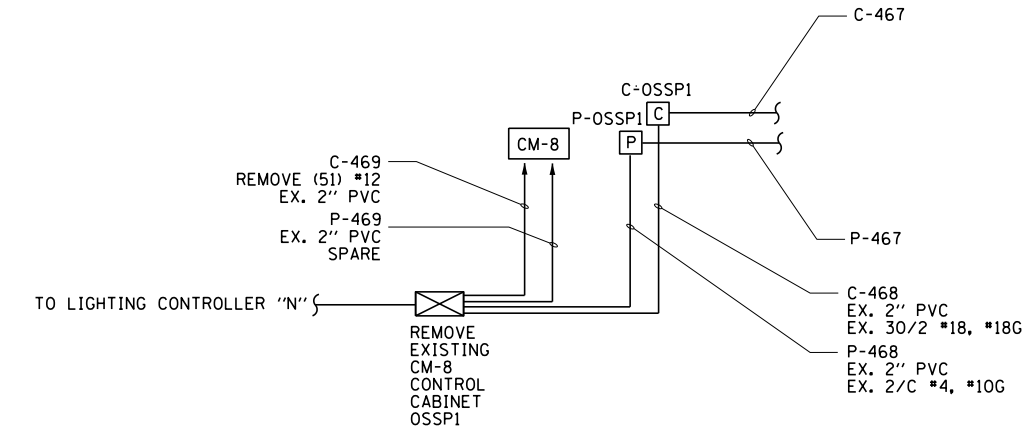 C-467
C-OSSP1
P-OSSP1
C
P
CM-8
C-469
REMOVE (51) #12
EX. 2" PVC
P-469
EX. 2" PVC
SPARE
P-467
TO LIGHTING CONTROLLER "N"
C-468
EX. 2" PVC
EX. 30/2 #18, #18G
P-468
EX. 2" PVC
EX. 2/C #4, #10G
REMOVE
EXISTING
CM-8
CONTROL
CABINET
OSSP1